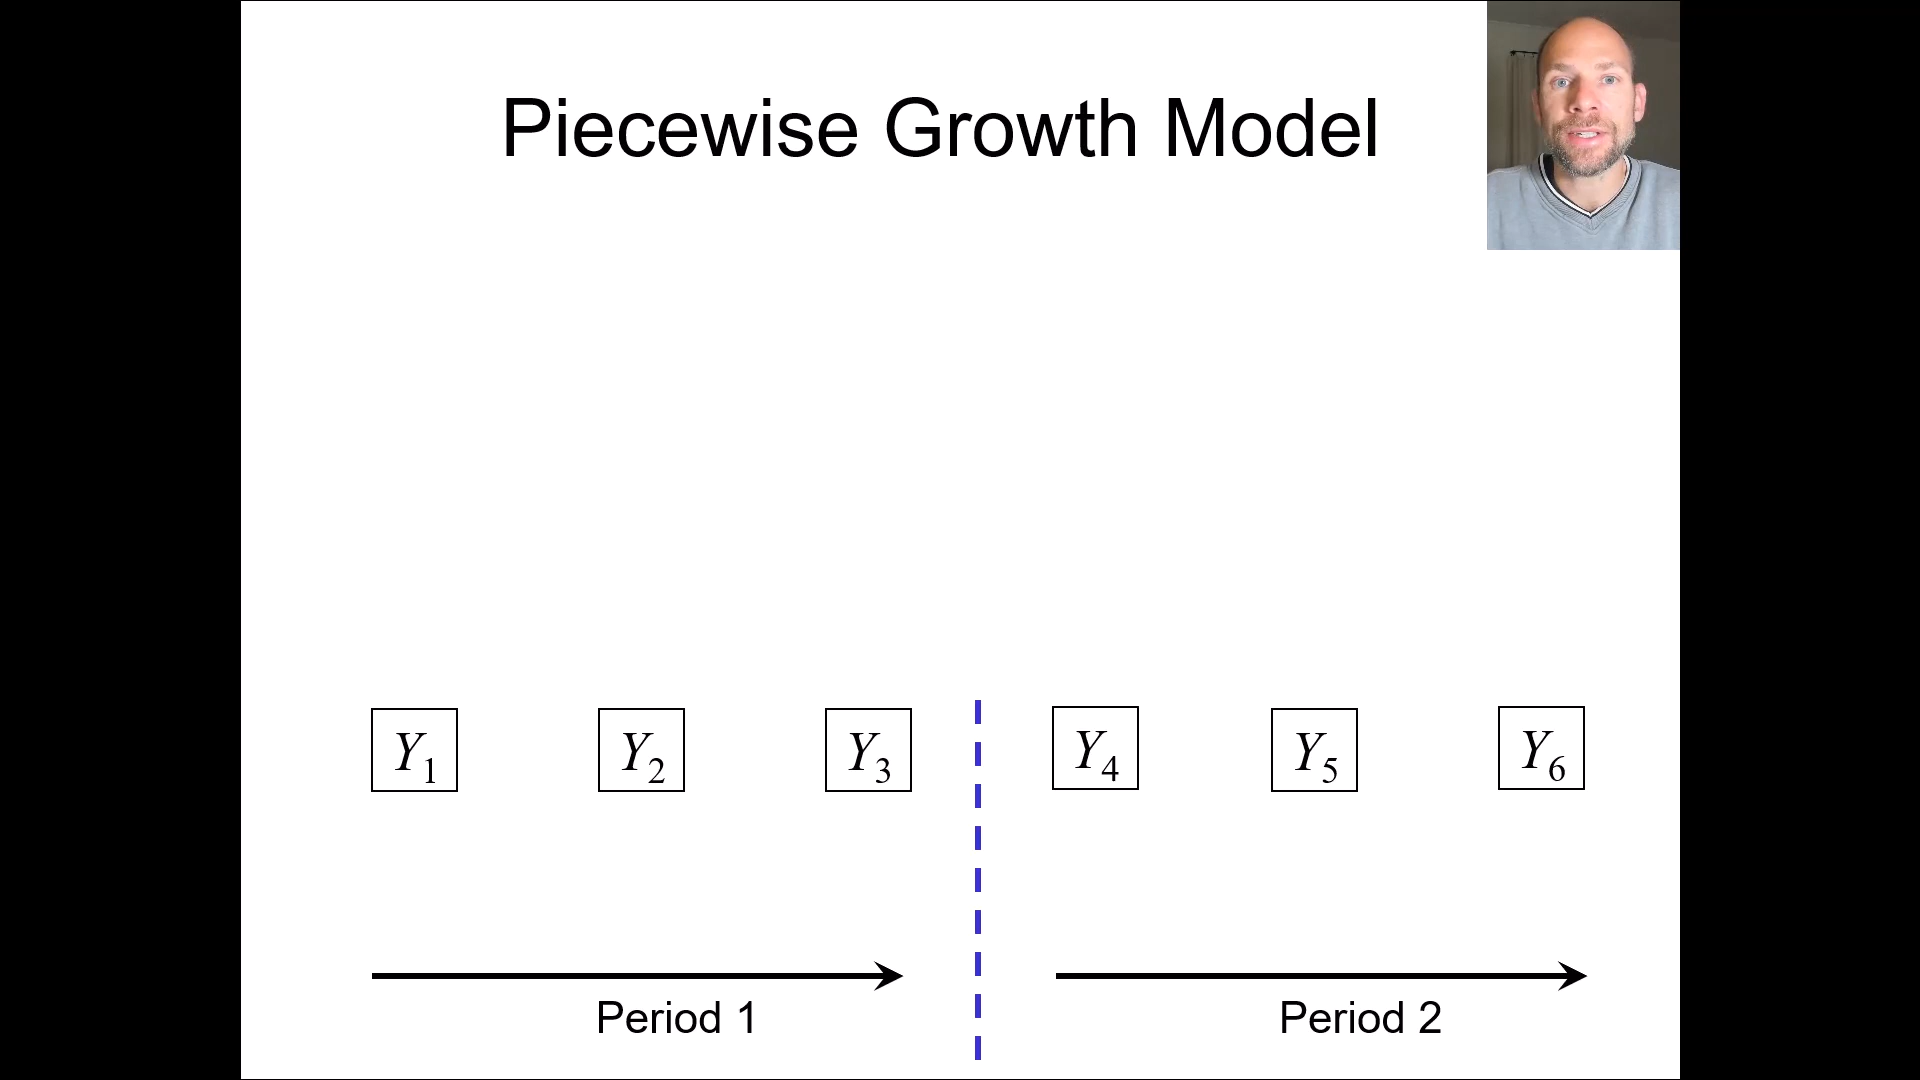 Piecewise Growth Model
Y1 Y2 Y3 Y4 Y5 Y6
Period 1 Period 2